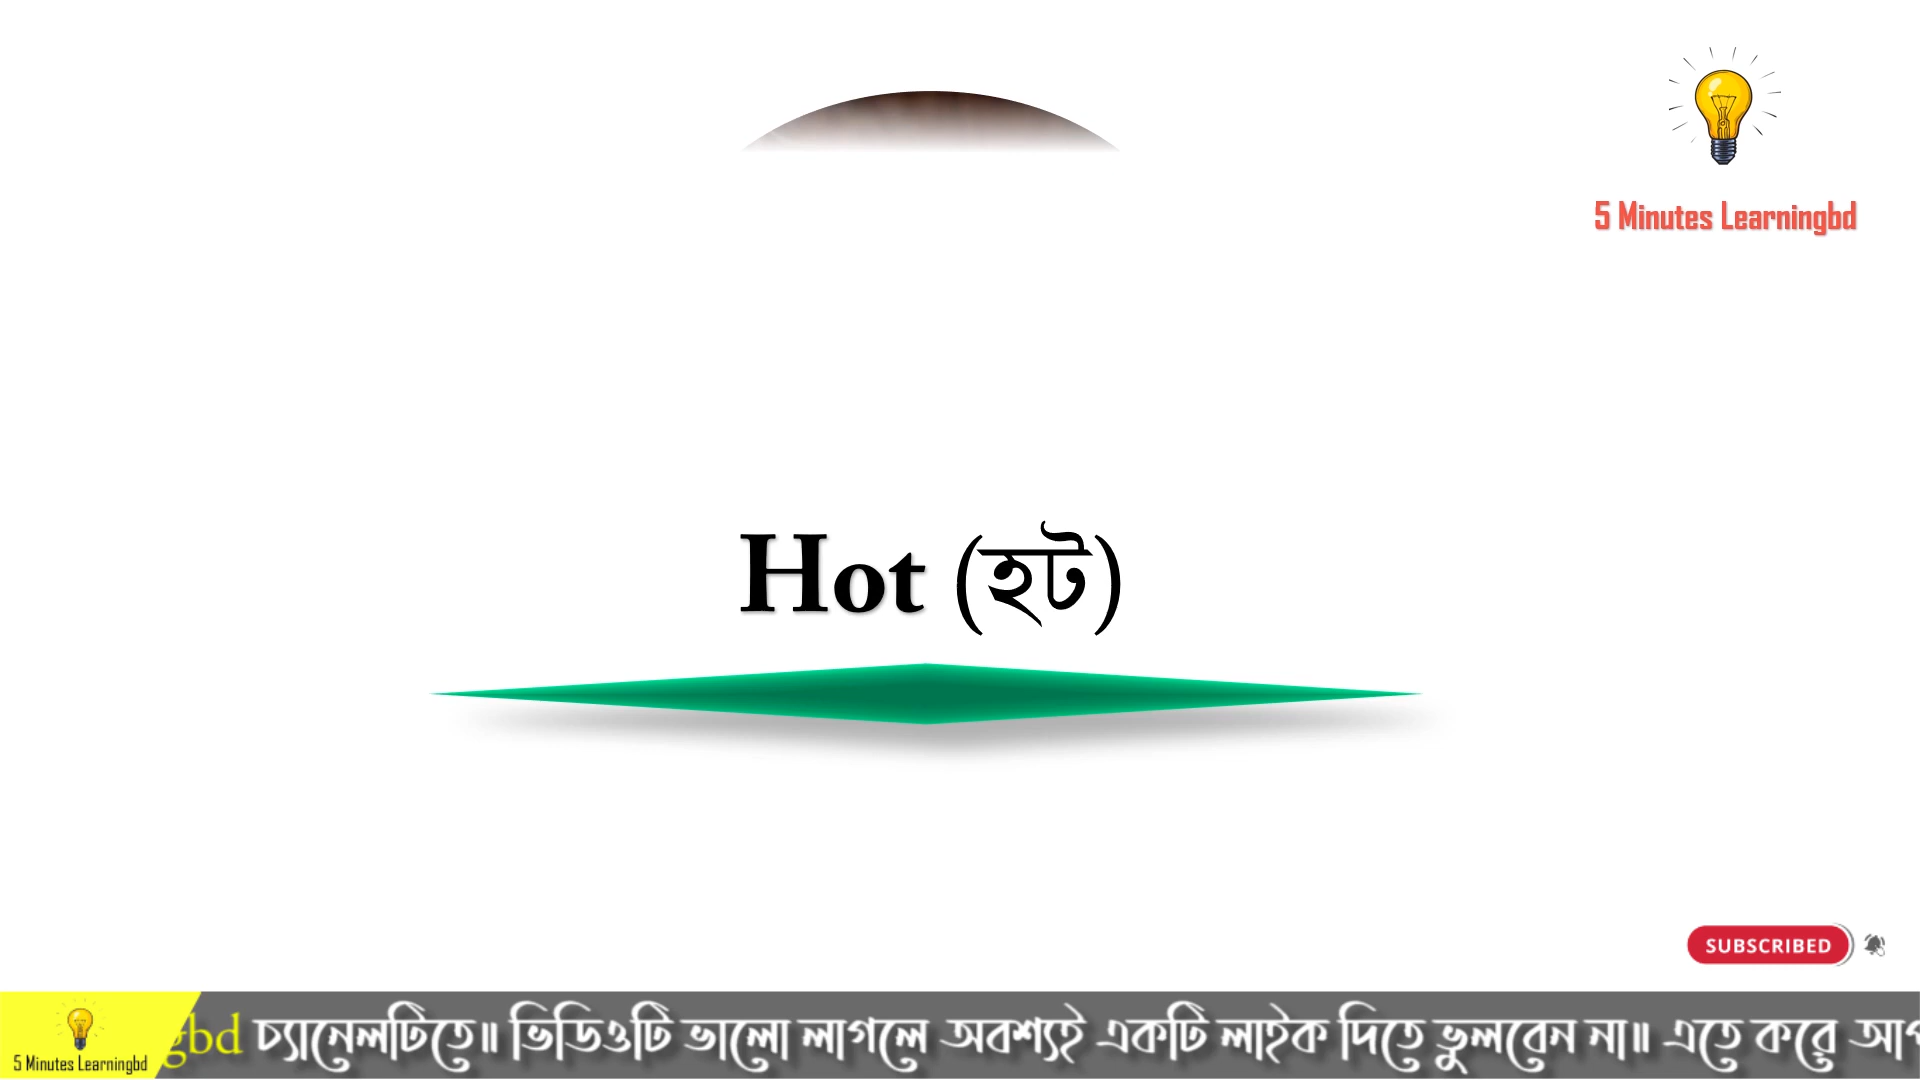 5 Minutes Learningbd
Hot (হট)
SUBSCRIBED
5 Minutes Learningbd
gbd চ্যানেলটিতে॥ ভিডিওটি ভালো লাগলে অবশ্যই একটি লাইক দিতে ভুলবেন না॥ এতে করে